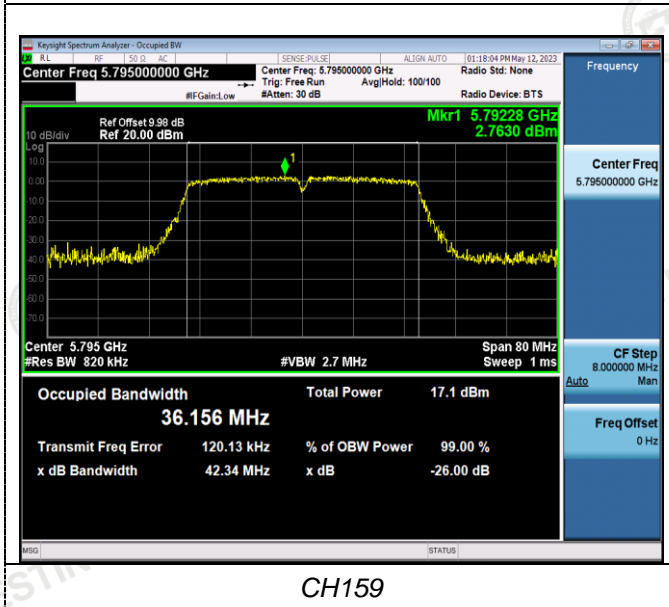 Keysight Spectrum Analyzer - Occupied BW
RL RF 50 Ω AC SENSE:PULSE ALIGN AUTO 01:18:04 PM May 12, 2023
Center Freq 5.795000000 GHz Center Freq: 5.795000000 GHz Radio Std: None Frequency
Trig: Free Run Avg|Hold: 100/100
#IFGain:Low #Atten: 30 dB Radio Device: BTS
Ref Offset 9.98 dB Mkr1 5.79228 GHz
10 dB/div Ref 20.00 dBm 2.7630 dBm
Log
10.0
1
0.00
-10.0
-20.0
-30.0
-40.0
-50.0
-60.0
-70.0
Center Freq
5.795000000 GHz
Center 5.795 GHz Span 80 MHz
#Res BW 820 kHz #VBW 2.7 MHz Sweep 1 ms
CF Step
8.000000 MHz
Auto Man
Occupied Bandwidth Total Power 17.1 dBm
36.156 MHz
Freq Offset
0 Hz
Transmit Freq Error 120.13 kHz % of OBW Power 99.00 %
x dB Bandwidth 42.34 MHz x dB -26.00 dB
MSG STATUS
CH159